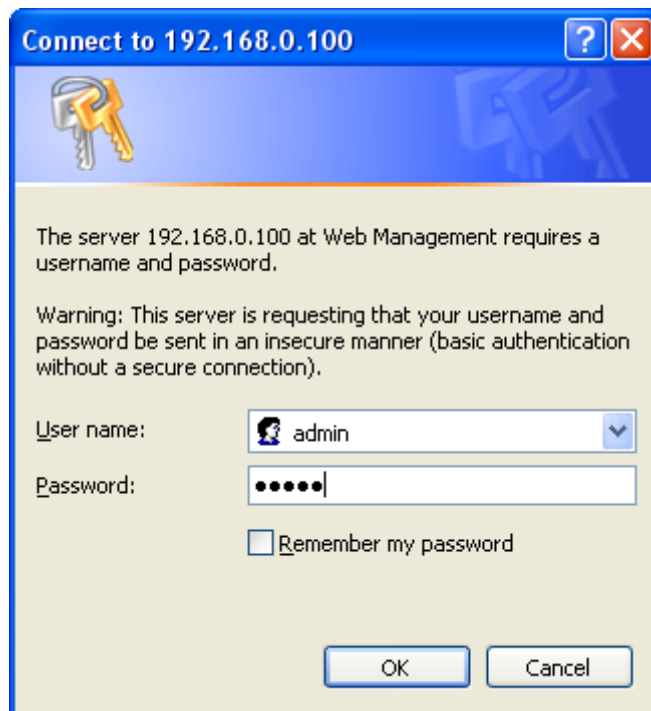 Connect to 192.168.0.100
The server 192.168.0.100 at Web Management requires a
username and password.
Warning: This server is requesting that your username and
password be sent in an insecure manner (basic authentication
without a secure connection).
User name:
admin
Password:
•••••
Remember my password
OK
Cancel